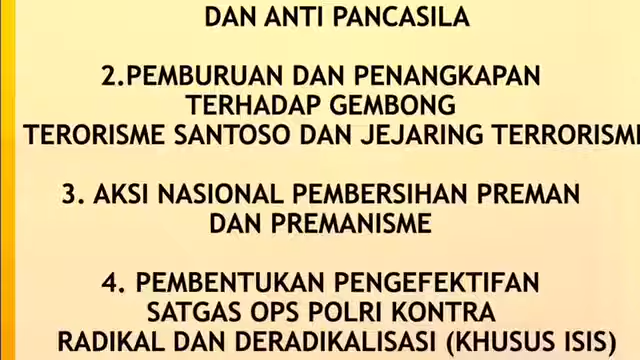 DAN ANTI PANCASILA
2.PEMBURUAN DAN PENANGKAPAN
TERHADAP GEMBONG
TERORISME SANTOSO DAN JEJARING TERRORISM
3. AKSI NASIONAL PEMBERSIHAN PREMAN
DAN PREMANISME
4. PEMBENTUKAN PENGEFEKTIFAN
SATGAS OPS POLRI KONTRA
RADIKAL DAN DERADIKALISASI (KHUSUS ISIS)